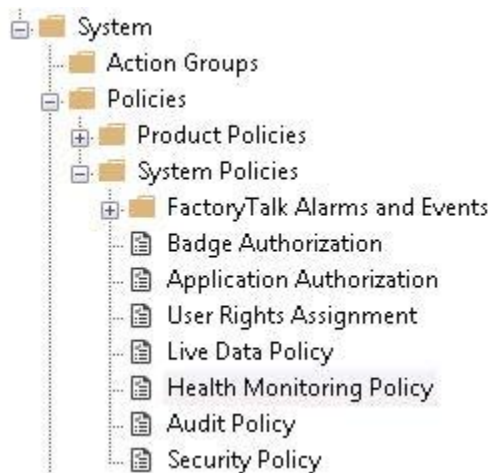 System
Action Groups
Policies
Product Policies
System Policies
FactoryTalk Alarms and Events
Badge Authorization
Application Authorization
User Rights Assignment
Live Data Policy
Health Monitoring Policy
Audit Policy
Security Policy